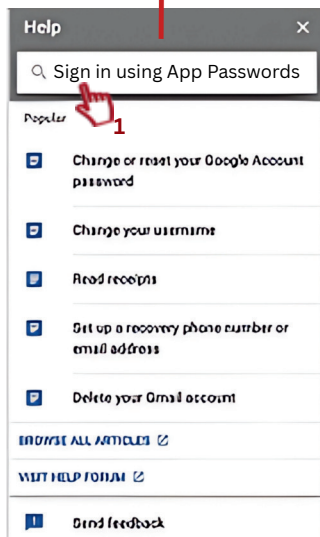 Help
Sign in using App Passwords
Popular
1
Change or reset your Google Account
password
Change your username
Read receipts
Set up a recovery phone number or
email address
Delete your Gmail account
BROWSE ALL ARTICLES
VISIT HELP FORUM
Send feedback